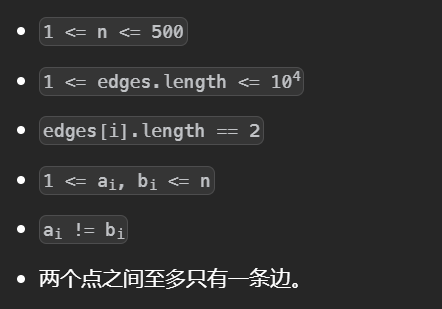 1 <= n <= 500
1 <= edges.length <= 10⁴
edges[i].length == 2
1 <= aᵢ, bᵢ <= n
aᵢ != bᵢ
两个点之间至多只有一条边。